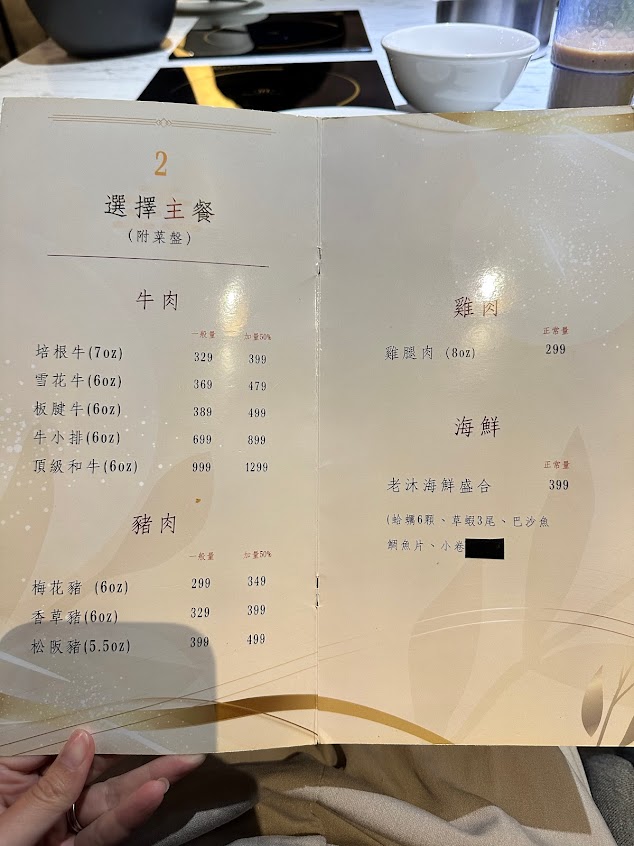 2
選擇主餐
(附菜盤)
牛肉
一般量 加量50%
培根牛(7oz) 329 399
雪花牛(6oz) 369 479
板腱牛(6oz) 389 499
牛小排(6oz) 699 899
頂級和牛(6oz) 999 1299
豬肉
一般量 加量50%
梅花豬 (6oz) 299 349
香草豬(6oz) 329 399
松阪豬(5.5oz) 399 499
雞肉
正常量
雞腿肉 (8oz) 299
海鮮
正常量
老沐海鮮盛合 399
(蛤蠣6顆、草蝦3尾、巴沙魚
鯛魚片、小卷